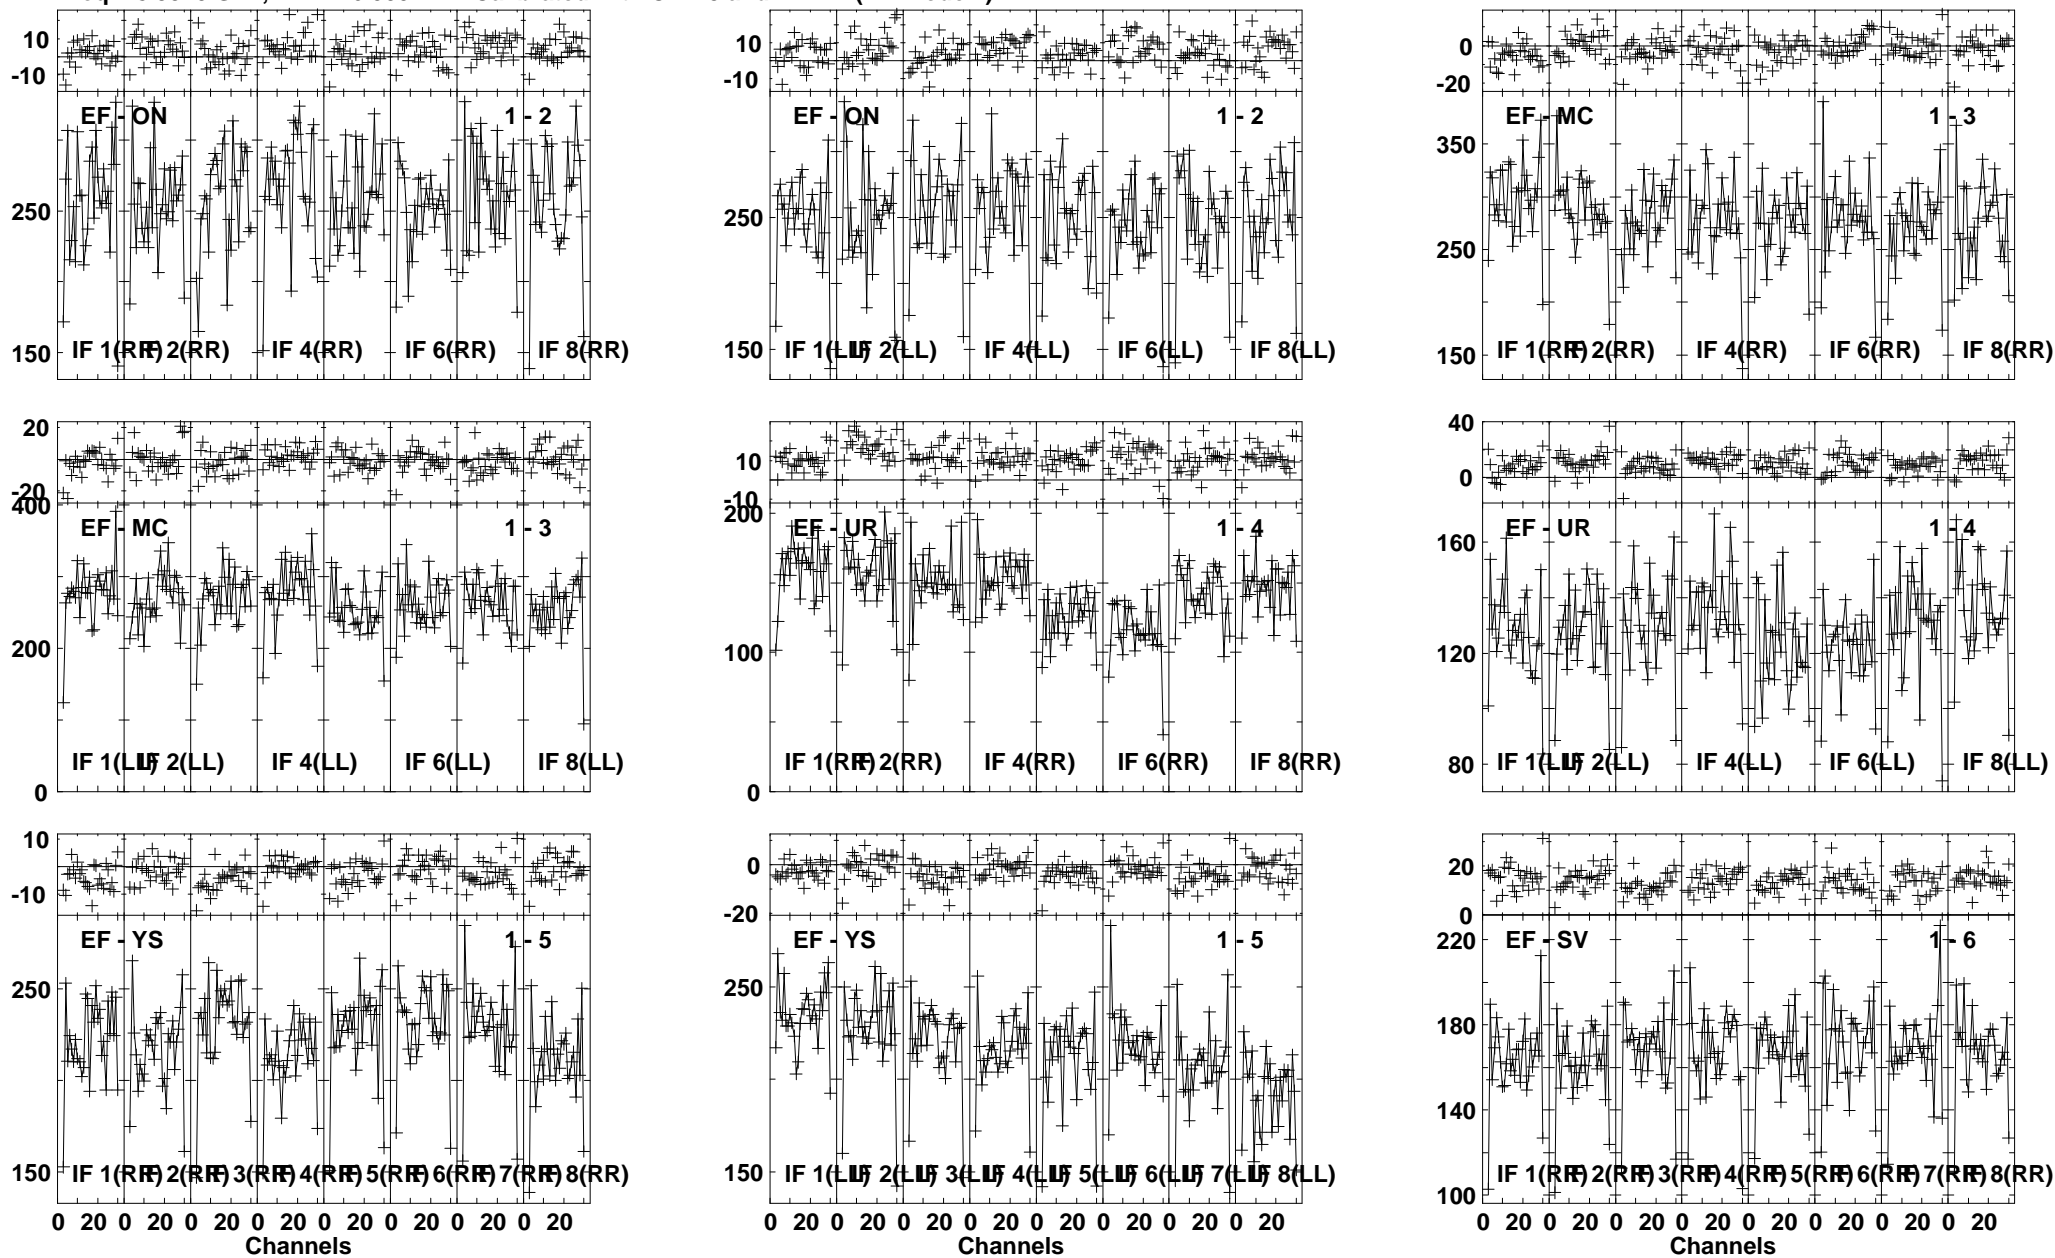 10 10 0
-10 -10 -20
EF - ON 1 - 2 EF - ON 1 - 2 EF - MC 1 - 3
350
250 250 250
150 150 150
IF 1(RR) IF 2(RR) IF 4(RR) IF 6(RR) IF 8(RR) IF 1(LL) IF 2(LL) IF 4(LL) IF 6(LL) IF 8(LL) IF 1(RR) IF 2(RR) IF 4(RR) IF 6(RR) IF 8(RR)
20 10 40
-20 -10 0
400 200
EF - MC 1 - 3 EF - UR 1 - 4 EF - UR 1 - 4
160
200 100 120
80
IF 1(LL) IF 2(LL) IF 4(LL) IF 6(LL) IF 8(LL) IF 1(RR) IF 2(RR) IF 4(RR) IF 6(RR) IF 8(RR) IF 1(LL) IF 2(LL) IF 4(LL) IF 6(LL) IF 8(LL)
0 0
10 0 20
-10 -20 0
EF - YS 1 - 5 EF - YS 1 - 5 EF - SV 1 - 6
220
250 250 180
140
150 150 100
IF 1(RR) IF 2(RR) IF 3(RR) IF 4(RR) IF 5(RR) IF 6(RR) IF 7(RR) IF 8(RR) IF 1(LL) IF 2(LL) IF 3(LL) IF 4(LL) IF 5(LL) IF 6(LL) IF 7(LL) IF 8(LL) IF 1(RR) IF 2(RR) IF 3(RR) IF 4(RR) IF 5(RR) IF 6(RR) IF 7(RR) IF 8(RR)
0 20 0 20 0 20 0 20 0 20 0 20 0 20 0 20 0 20 0 20 0 20 0 20 0 20 0 20 0 20 0 20 0 20 0 20 0 20 0 20 0 20 0 20 0 20 0 20
Channels Channels Channels